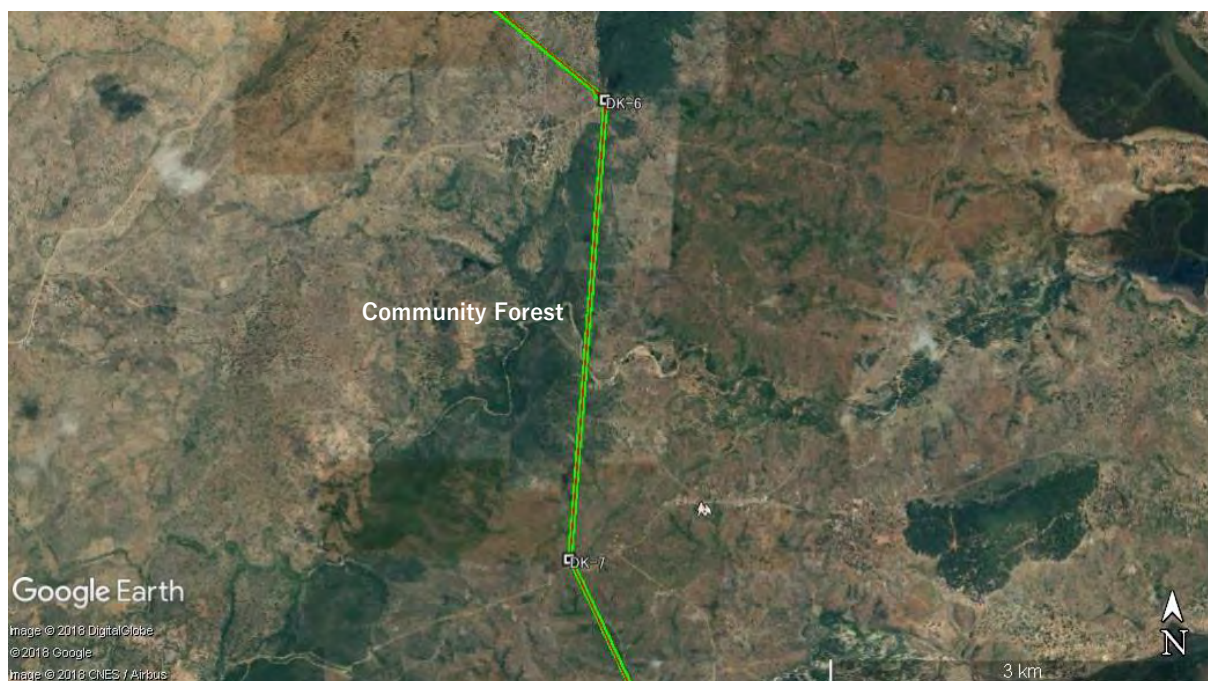 DK-6
Community Forest
DK-7
Google Earth
Image © 2018 DigitalGlobe
© 2018 Google
Image © 2018 CNES / Airbus
N
3 km